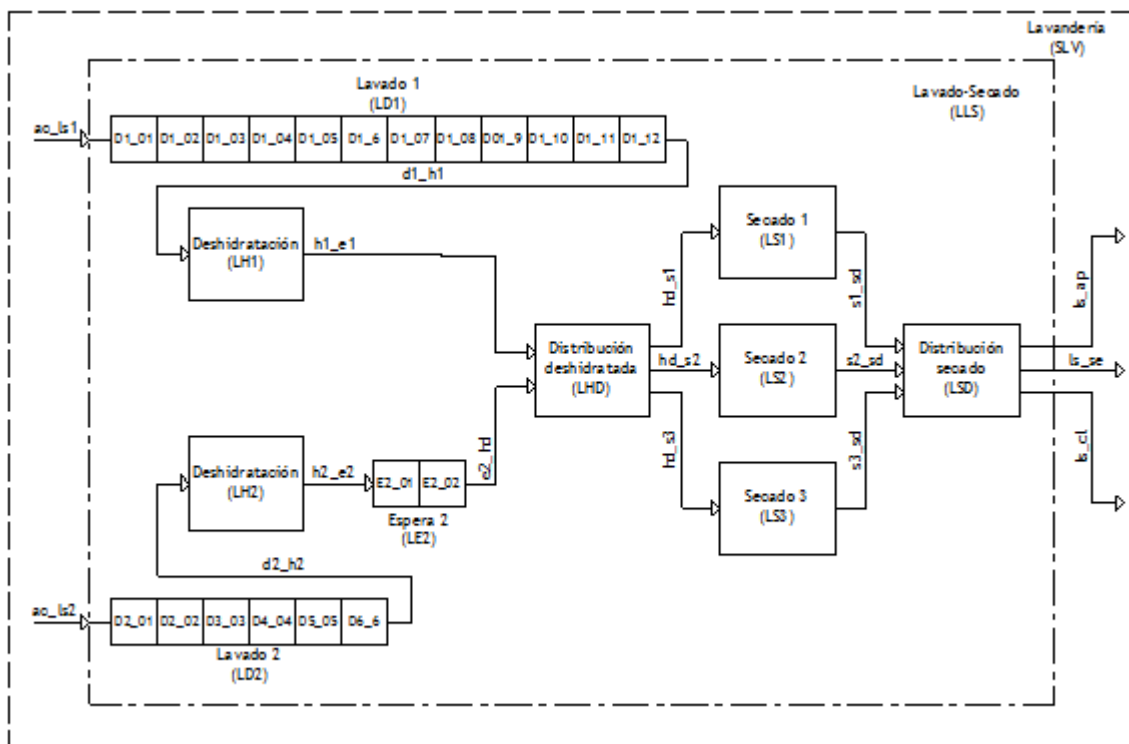 Lavandería
(SLV)
Lavado-Secado
(LLS)
Lavado 1
(LD1)
ac_ls1
D1_01 D1_02 D1_03 D1_04 D1_05 D1_6 D1_07 D1_08 D01_9 D1_10 D1_11 D1_12
d1_h1
Deshidratación
(LH1)
h1_e1
Secado 1
(LS1)
hd_s1
s1_sd
ls_ap
Distribución
deshidratada
(LHD)
hd_s2
Secado 2
(LS2)
s2_sd
Distribución
secado
(LSD)
ls_se
Deshidratación
(LH2)
h2_e2
E2_01 E2_02
Espera 2
(LE2)
e2_hd
hd_s3
Secado 3
(LS3)
s3_sd
ls_cl
d2_h2
ac_ls2
D2_01 D2_02 D3_03 D4_04 D5_05 D6_6
Lavado 2
(LD2)